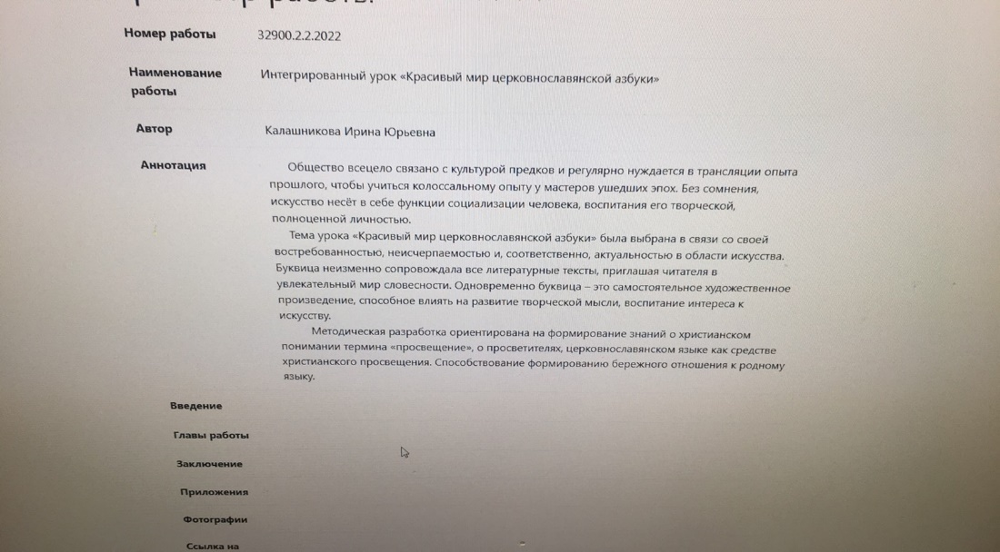 Номер работы 32900.2.2.2022
Наименование работы Интегрированный урок «Красивый мир церковнославянской азбуки»
Автор Калашникова Ирина Юрьевна
Аннотация Общество всецело связано с культурой предков и регулярно нуждается в трансляции опыта
прошлого, чтобы учиться колоссальному опыту у мастеров ушедших эпох. Без сомнения,
искусство несёт в себе функции социализации человека, воспитания его творческой,
полноценной личностью.
Тема урока «Красивый мир церковнославянской азбуки» была выбрана в связи со своей
востребованностью, неисчерпаемостью и, соответственно, актуальностью в области искусства.
Буквица неизменно сопровождала все литературные тексты, приглашая читателя в
увлекательный мир словесности. Одновременно буквица – это самостоятельное художественное
произведение, способное влиять на развитие творческой мысли, воспитание интереса к
искусству.
Методическая разработка ориентирована на формирование знаний о христианском
понимании термина «просвещение», о просветителях, церковнославянском языке как средстве
христианского просвещения. Способствование формированию бережного отношения к родному
языку.
Введение
Главы работы
Заключение
Приложения
Фотографии
Ссылка на